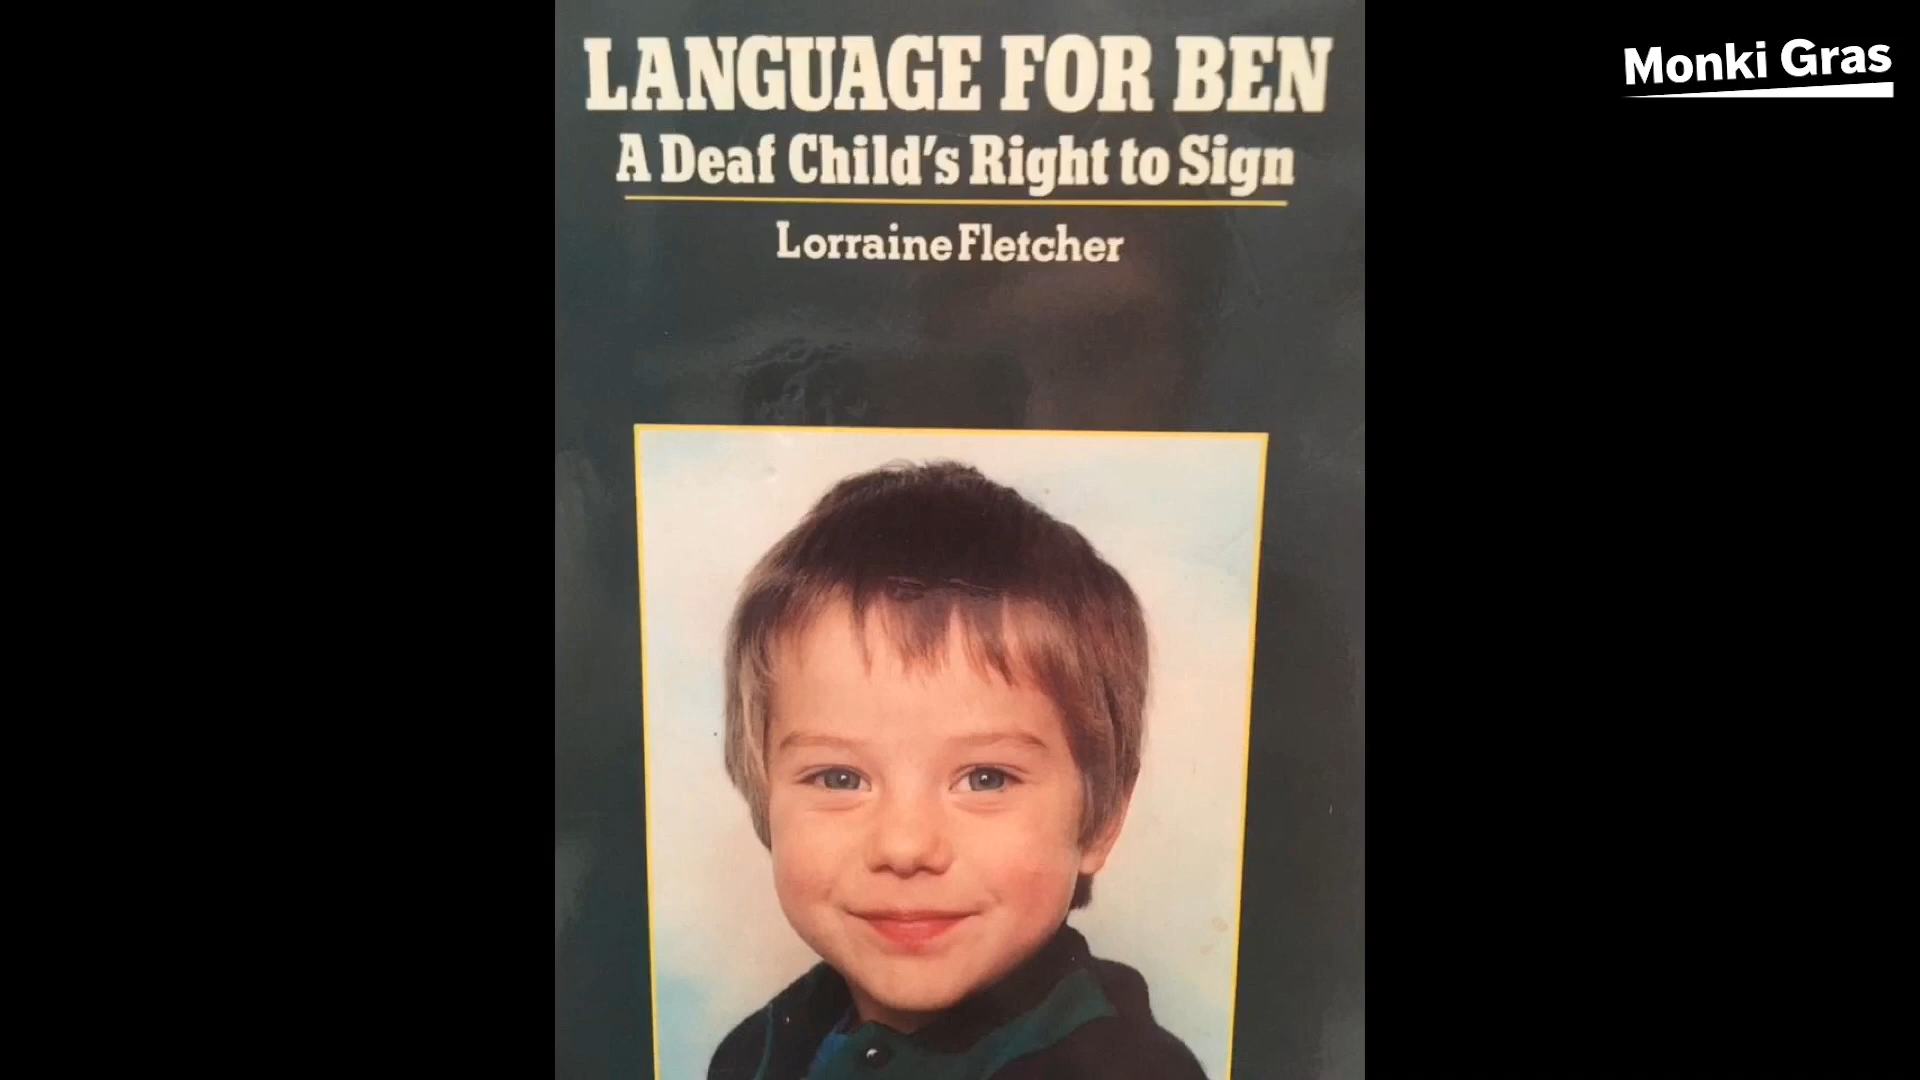 LANGUAGE FOR BEN
A Deaf Child's Right to Sign
Lorraine Fletcher
Monki Gras